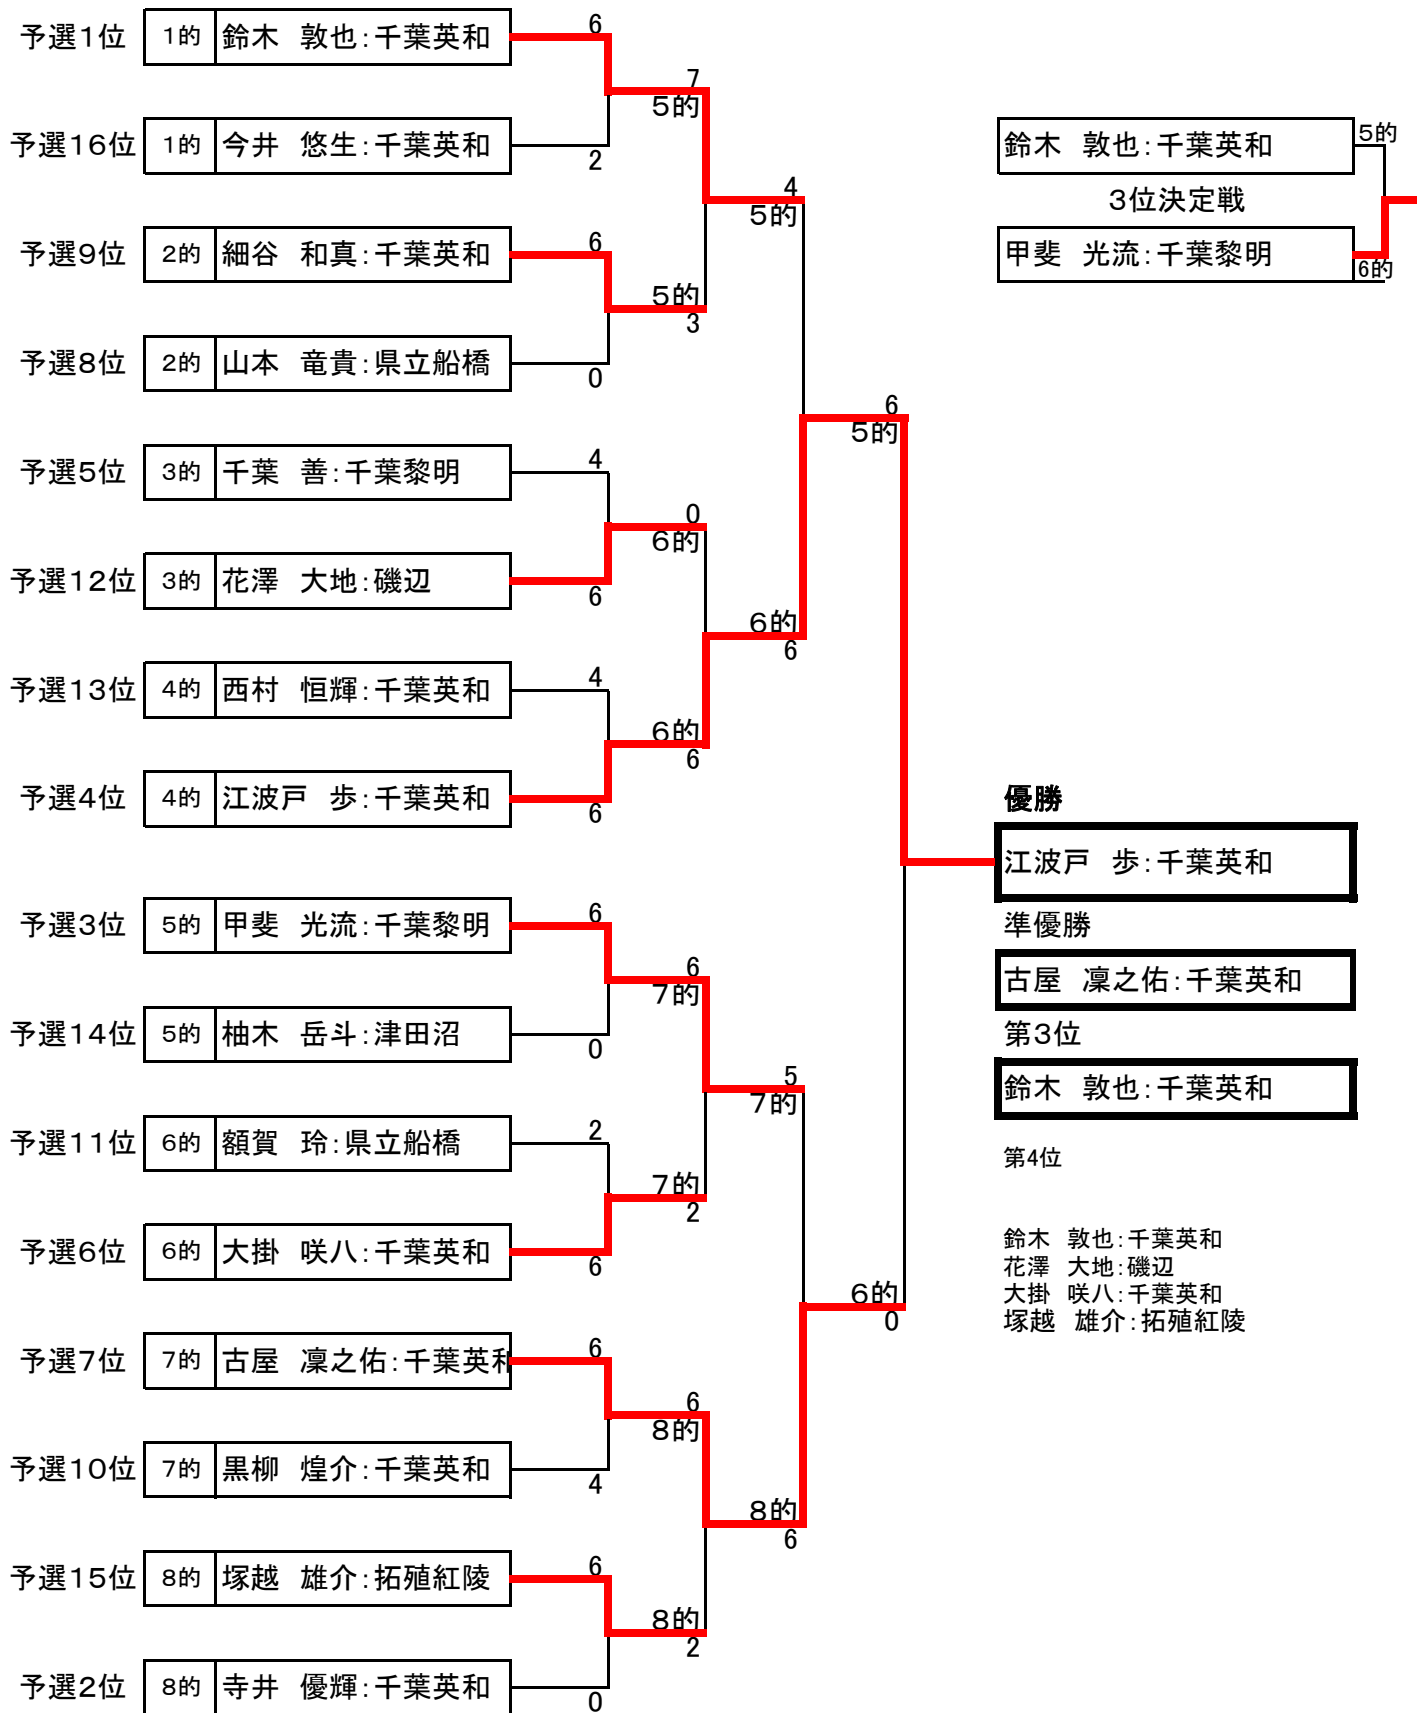 予選1位 1的 鈴木 敦也:千葉英和 6
7
5的
予選16位 1的 今井 悠生:千葉英和 2
4
5的
予選9位 2的 細谷 和真:千葉英和 6
5的
3
予選8位 2的 山本 竜貴:県立船橋 0
6
5的
予選5位 3的 千葉 善:千葉黎明 4
0
6的
予選12位 3的 花澤 大地:磯辺 6
6的
6
予選13位 4的 西村 恒輝:千葉英和 4
6的
6
予選4位 4的 江波戸 歩:千葉英和 6
予選3位 5的 甲斐 光流:千葉黎明 6
6
7的
予選14位 5的 柚木 岳斗:津田沼 0
5
7的
予選11位 6的 額賀 玲:県立船橋 2
7的
2
予選6位 6的 大掛 咲八:千葉英和 6
6的
0
予選7位 7的 古屋 凜之佑:千葉英和 6
6
8的
予選10位 7的 黒柳 煌介:千葉英和 4
8的
6
予選15位 8的 塚越 雄介:拓殖紅陵 6
8的
2
予選2位 8的 寺井 優輝:千葉英和 0
鈴木 敦也:千葉英和 5的
3位決定戦
甲斐 光流:千葉黎明 6的
優勝
江波戸 歩:千葉英和
準優勝
古屋 凜之佑:千葉英和
第3位
鈴木 敦也:千葉英和
第4位
鈴木 敦也:千葉英和
花澤 大地:磯辺
大掛 咲八:千葉英和
塚越 雄介:拓殖紅陵